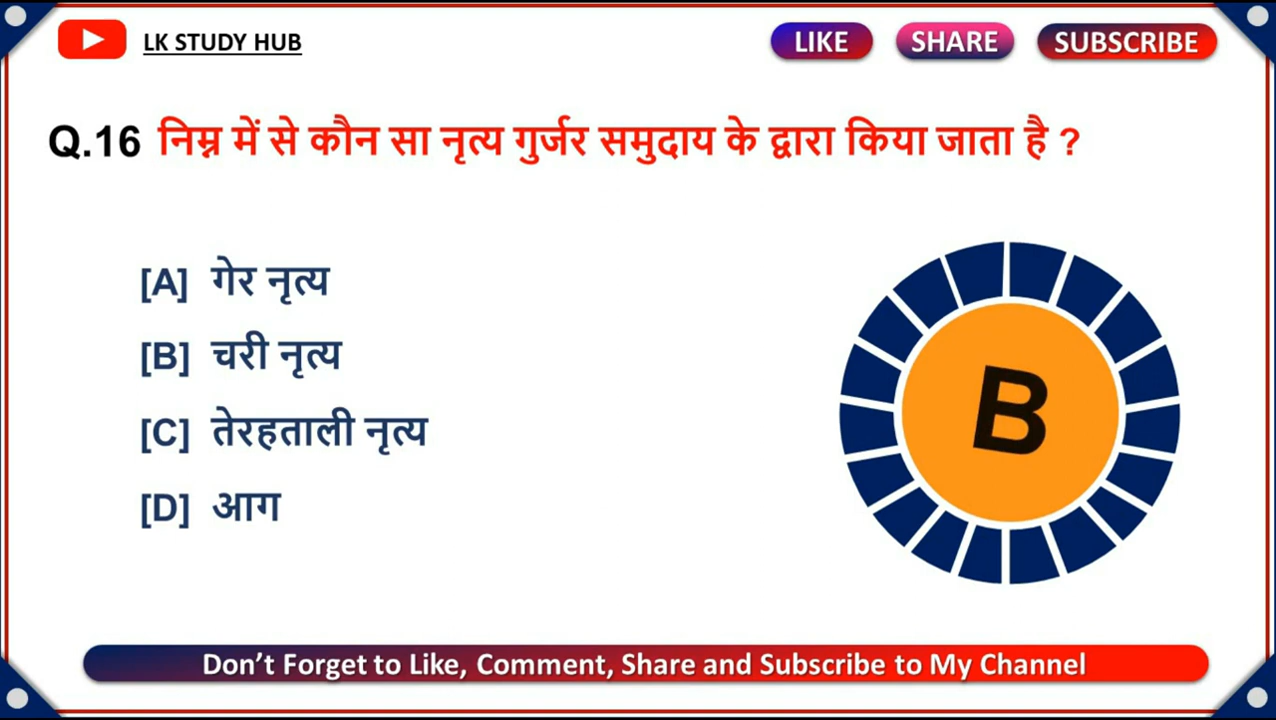 LK STUDY HUB
LIKE SHARE SUBSCRIBE
Q.16 निम्न में से कौन सा नृत्य गुर्जर समुदाय के द्वारा किया जाता है ?
[A] गेर नृत्य
[B] चरी नृत्य
[C] तेरहताली नृत्य
[D] आग
B
Don't Forget to Like, Comment, Share and Subscribe to My Channel